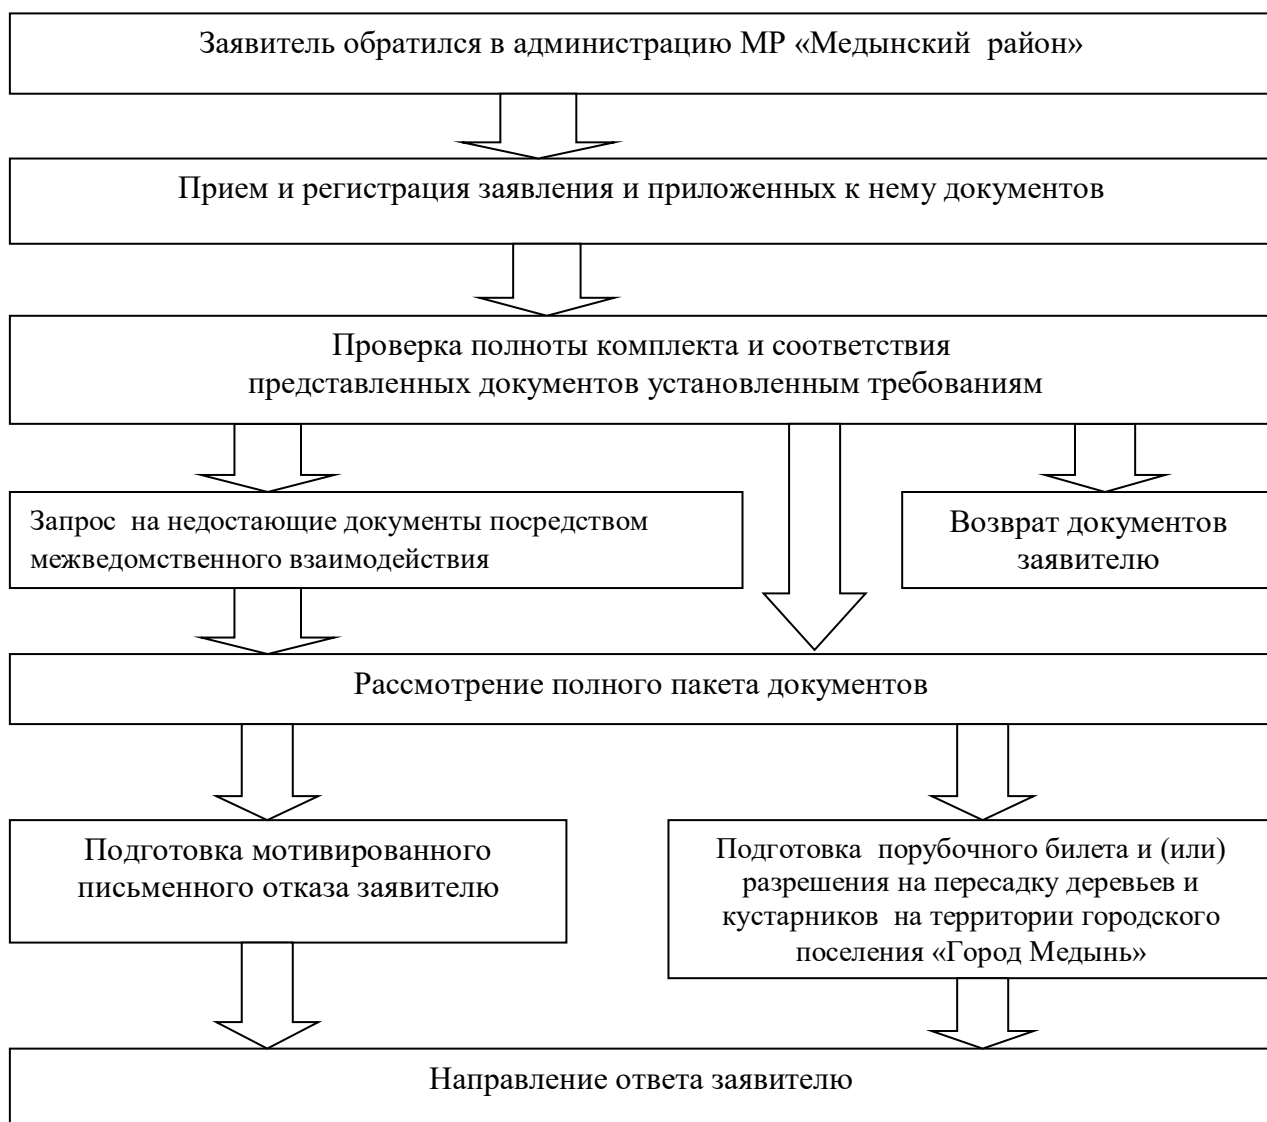 Заявитель обратился в администрацию МР «Медынский  район»
Прием и регистрация заявления и приложенных к нему документов
Проверка полноты комплекта и соответствия
представленных документов установленным требованиям
Запрос  на недостающие документы посредством
межведомственного взаимодействия
Возврат документов
заявителю
Рассмотрение полного пакета документов
Подготовка мотивированного
письменного отказа заявителю
Подготовка  порубочного билета и (или)
разрешения на пересадку деревьев и
кустарников  на территории городского
поселения «Город Медынь»
Направление ответа заявителю